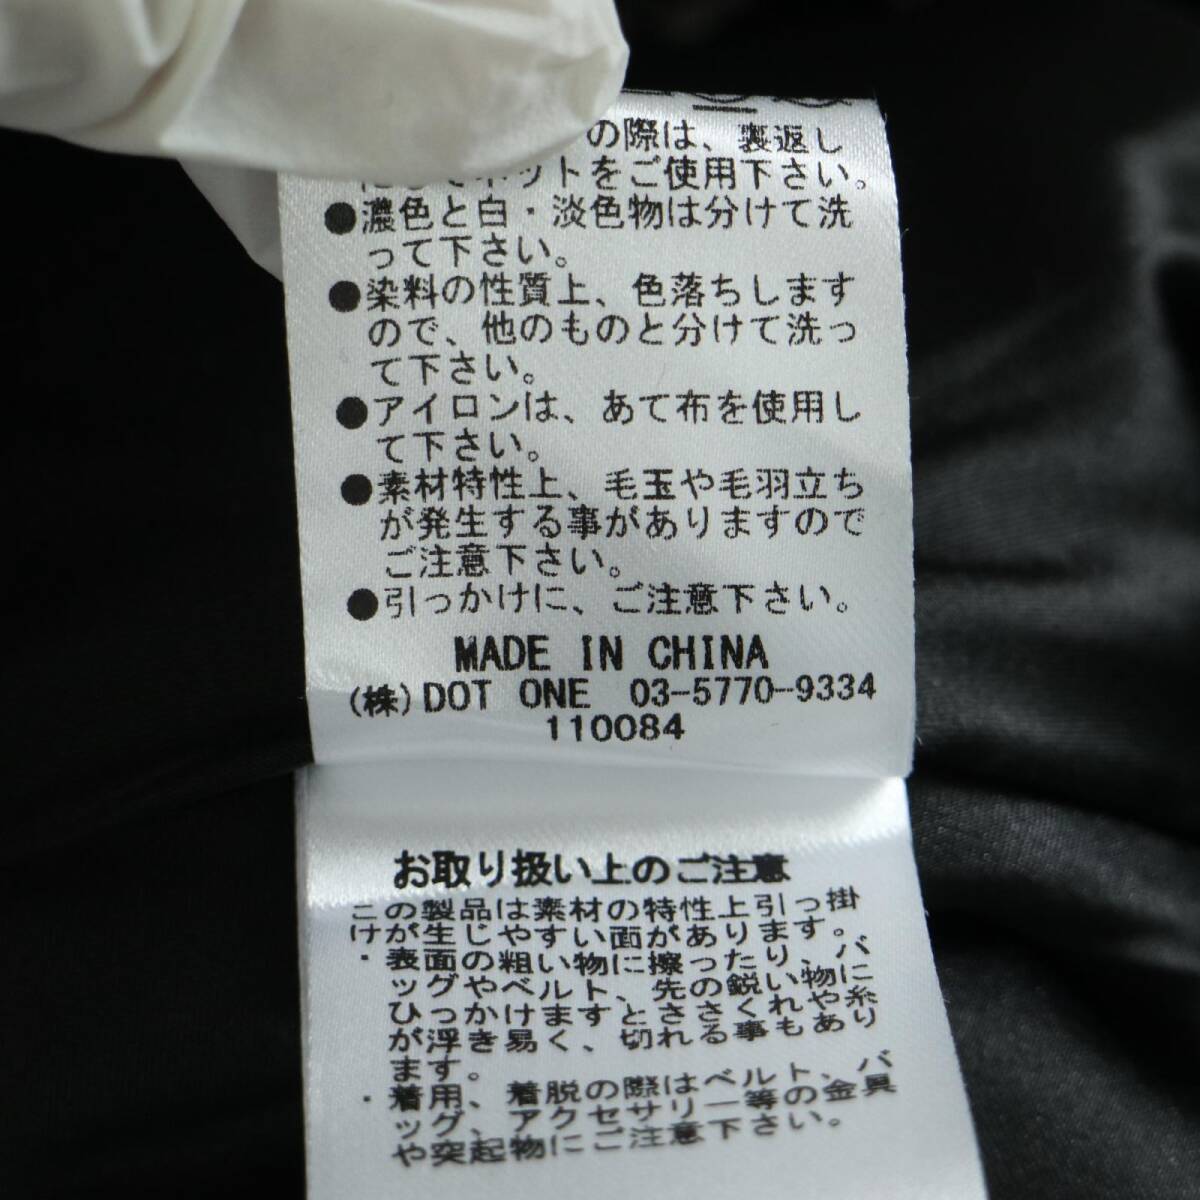 の際は、裏返し
ネットをご使用下さい。
●濃色と白・淡色物は分けて洗
って下さい。
●染料の性質上、色落ちします
ので、他のものと分けて洗っ
て下さい。
●アイロンは、あて布を使用し
て下さい。
●素材特性上、毛玉や毛羽立ち
が発生する事がありますので
ご注意下さい。
●引っかけに、ご注意下さい。
MADE IN CHINA
(株)DOT ONE 03-5770-9334
110084
お取り扱い上のご注意
この製品は素材の特性上引っ掛
けが生じやすい面があります。
・表面の粗い物に擦ったり、バ
ッグやベルト、先の鋭い物に
ひっかけますとささくれや糸
が浮き易く、切れる事もあり
ます。
・着用、着脱の際はベルト、バ
ッグ、アクセサリー等の金具
や突起物にご注意下さい。